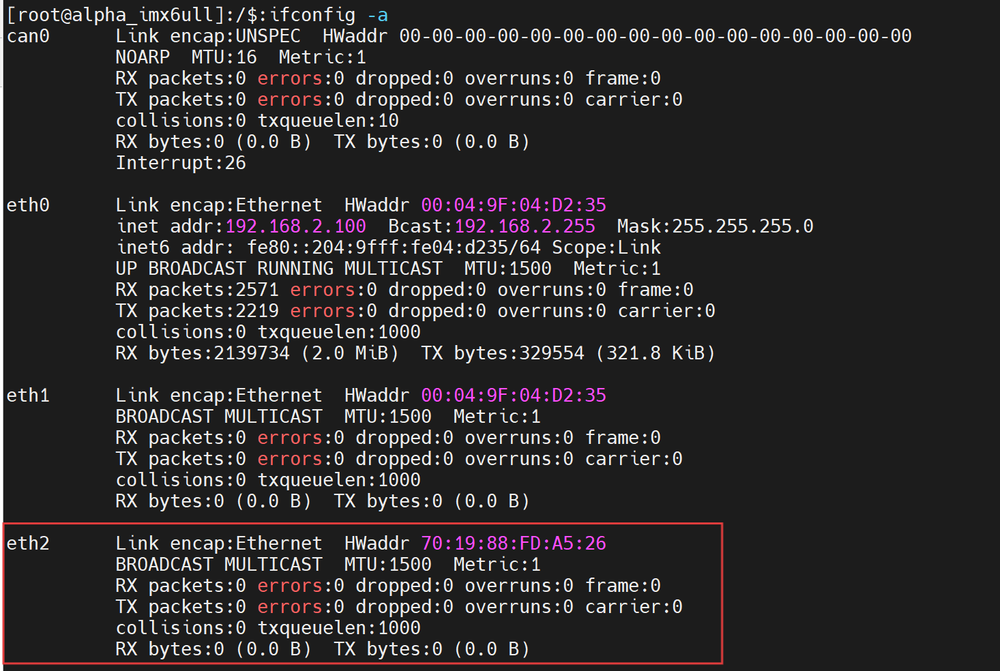 [root@alpha_imx6ull]:/$:ifconfig -a
can0      Link encap:UNSPEC  HWaddr 00-00-00-00-00-00-00-00-00-00-00-00-00-00-00-00
          NOARP  MTU:16  Metric:1
          RX packets:0 errors:0 dropped:0 overruns:0 frame:0
          TX packets:0 errors:0 dropped:0 overruns:0 carrier:0
          collisions:0 txqueuelen:10
          RX bytes:0 (0.0 B)  TX bytes:0 (0.0 B)
          Interrupt:26

eth0      Link encap:Ethernet  HWaddr 00:04:9F:04:D2:35
          inet addr:192.168.2.100  Bcast:192.168.2.255  Mask:255.255.255.0
          inet6 addr: fe80::204:9fff:fe04:d235/64 Scope:Link
          UP BROADCAST RUNNING MULTICAST  MTU:1500  Metric:1
          RX packets:2571 errors:0 dropped:0 overruns:0 frame:0
          TX packets:2219 errors:0 dropped:0 overruns:0 carrier:0
          collisions:0 txqueuelen:1000
          RX bytes:2139734 (2.0 MiB)  TX bytes:329554 (321.8 KiB)

eth1      Link encap:Ethernet  HWaddr 00:04:9F:04:D2:35
          BROADCAST MULTICAST  MTU:1500  Metric:1
          RX packets:0 errors:0 dropped:0 overruns:0 frame:0
          TX packets:0 errors:0 dropped:0 overruns:0 carrier:0
          collisions:0 txqueuelen:1000
          RX bytes:0 (0.0 B)  TX bytes:0 (0.0 B)

eth2      Link encap:Ethernet  HWaddr 70:19:88:FD:A5:26
          BROADCAST MULTICAST  MTU:1500  Metric:1
          RX packets:0 errors:0 dropped:0 overruns:0 frame:0
          TX packets:0 errors:0 dropped:0 overruns:0 carrier:0
          collisions:0 txqueuelen:1000
          RX bytes:0 (0.0 B)  TX bytes:0 (0.0 B)